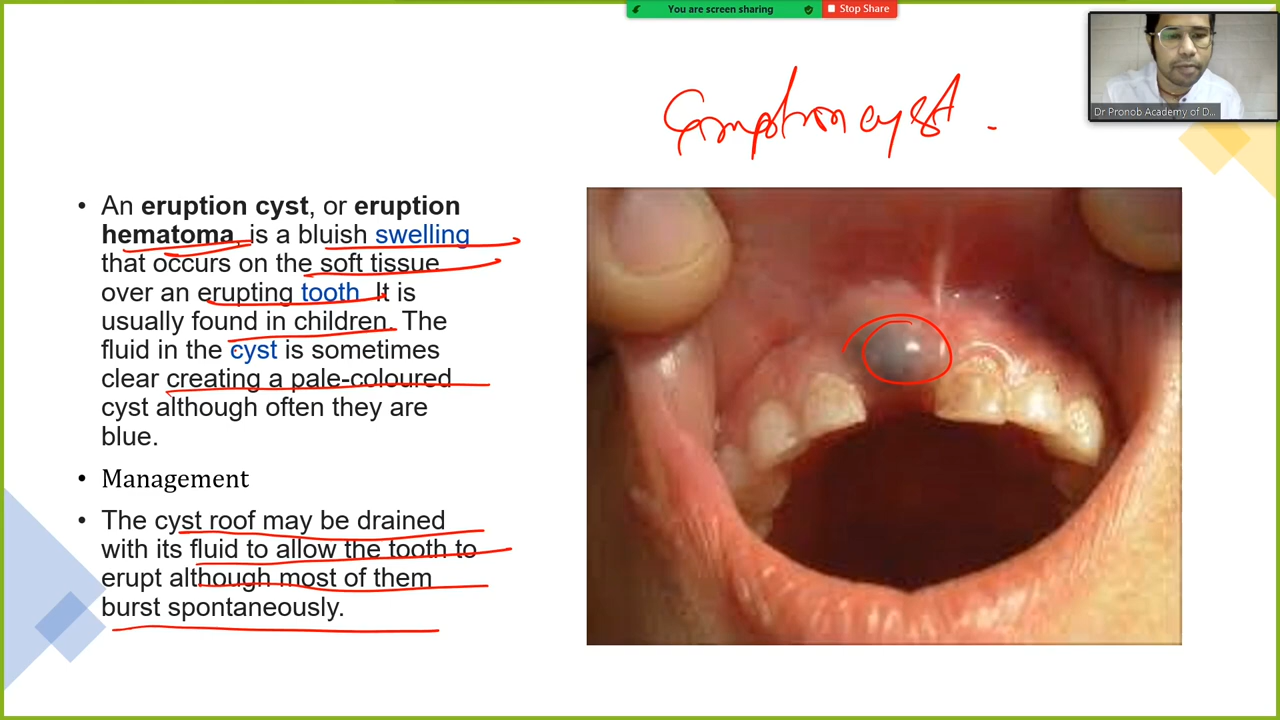 You are screen sharing
Stop Share
Dr Pronob Academy of D...
Eruption cyst .
• An eruption cyst, or eruption
hematoma, is a bluish swelling
that occurs on the soft tissue
over an erupting tooth. It is
usually found in children. The
fluid in the cyst is sometimes
clear creating a pale-coloured
cyst although often they are
blue.
• Management
• The cyst roof may be drained
with its fluid to allow the tooth to
erupt although most of them
burst spontaneously.